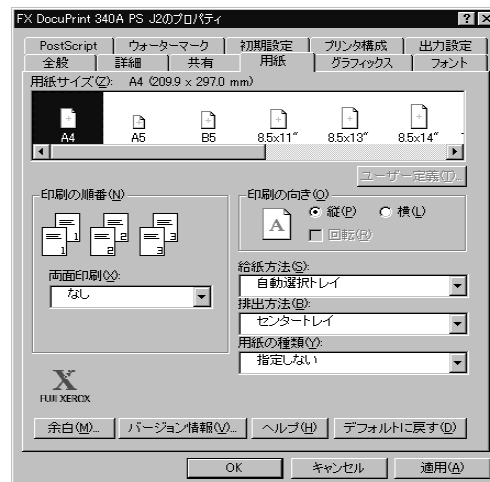 FX DocuPrint 340A PS J2のプロパティ
PostScript ウォーターマーク 初期設定 プリンタ構成 出力設定
全般 詳細 共有 用紙 グラフィックス フォント
用紙サイズ(Z): A4 (209.9 x 297.0 mm)
A4 A5 B5 8.5x11" 8.5x13" 8.5x14"
ユーザー定義(T)...
印刷の順番(N)
1 1 2 2 3 3
両面印刷(X):
なし
印刷の向き(O)
A
縦(P) 横(L)
回転(R)
給紙方法(S):
自動選択トレイ
排出方法(B):
センタートレイ
用紙の種類(Y):
指定しない
X
FUJI XEROX
余白(M)... バージョン情報(V)... ヘルプ(H) デフォルトに戻す(D)
OK キャンセル 適用(A)